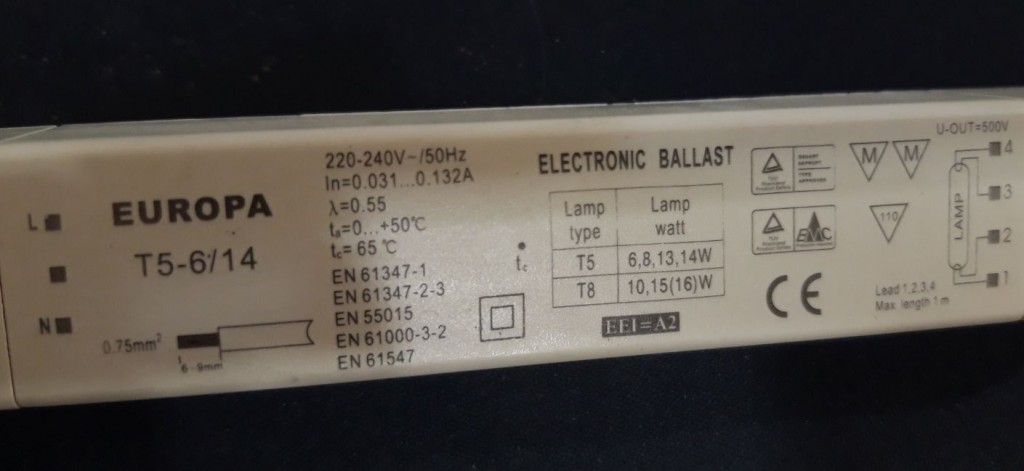 L
N
EUROPA
T5-6/14
0.75mm²
6-9mm
220-240V~/50Hz
In=0.031...0.132A
λ=0.55
ta=0...+50℃
tc= 65 ℃
EN 61347-1
EN 61347-2-3
EN 55015
EN 61000-3-2
EN 61547
tc
ELECTRONIC BALLAST
Lamp type
Lamp watt
T5 6,8,13,14W
T8 10,15(16)W
EEI=A2
TYPE APPROVED
EMC
CE
M M
110
U-OUT=500V
LAMP
4
3
2
1
Lead 1,2,3,4
Max. length 1 m